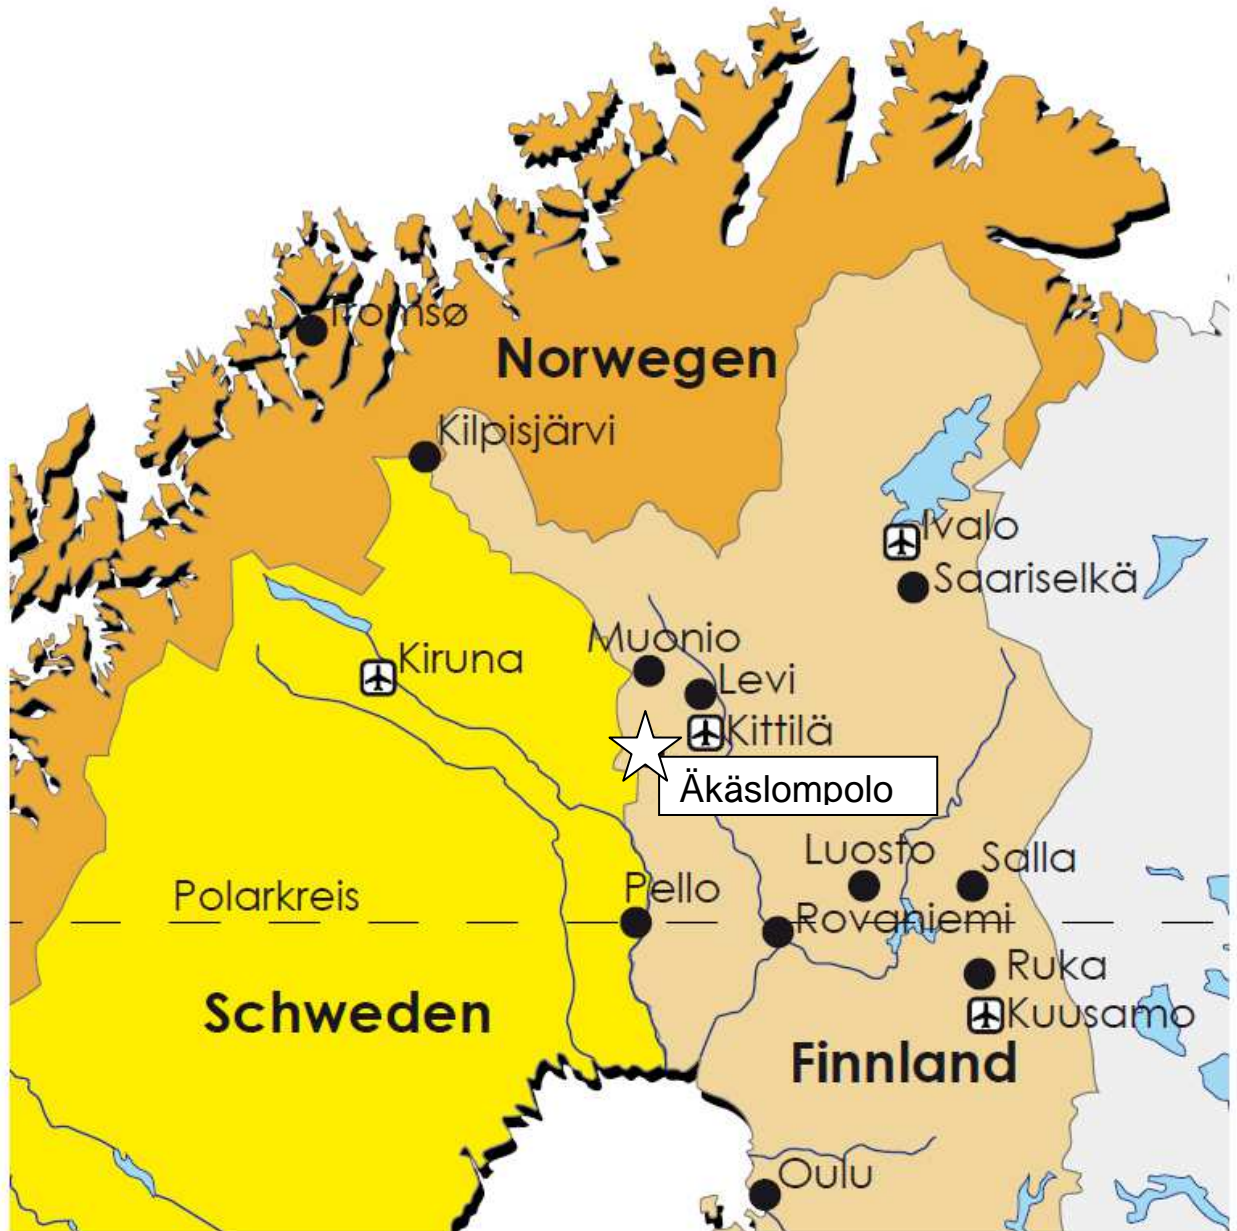 Tromsø
Norwegen
Kilpisjärvi
Ivalo
Saariselkä
Muonio
Kiruna
Levi
Kittilä
Äkäslompolo
Luosto
Salla
Pello
Polarkreis
Rovaniemi
Ruka
Schweden
Kuusamo
Finnland
Oulu